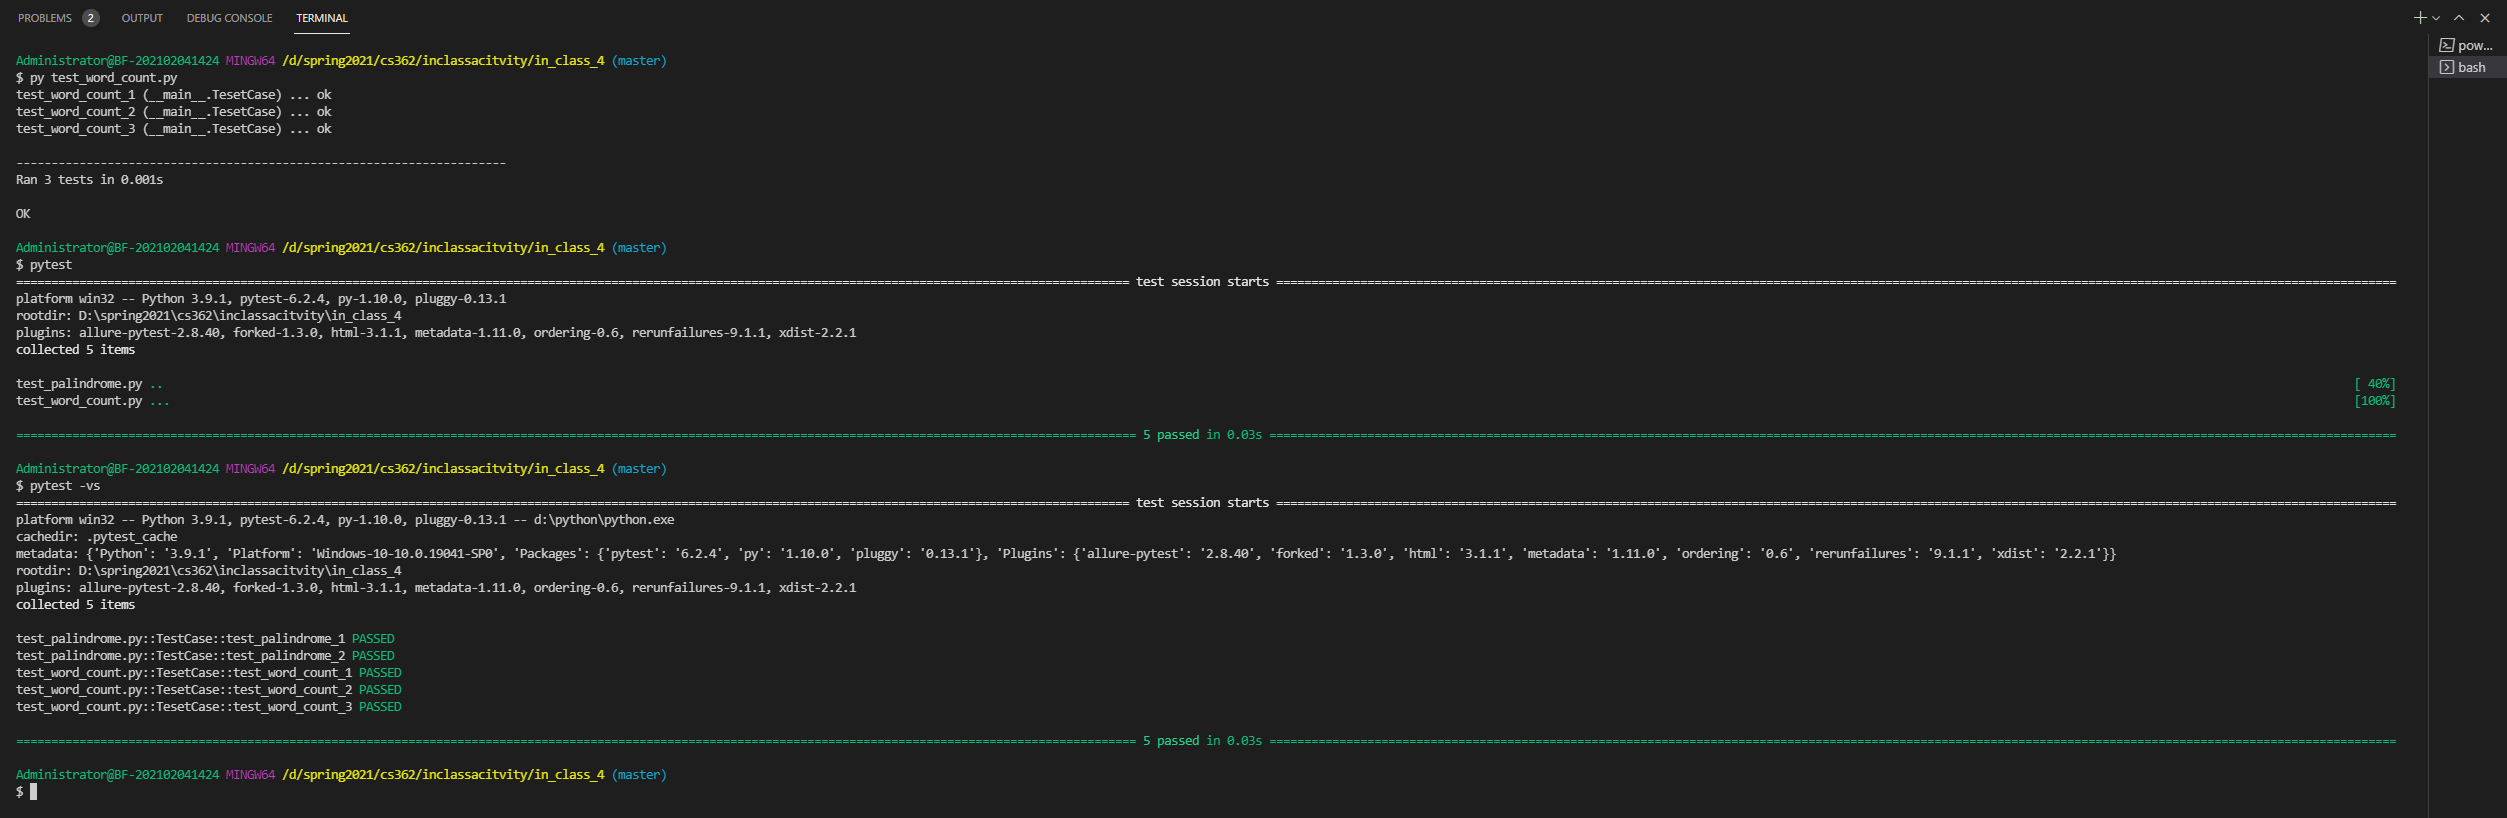 PROBLEMS 2 OUTPUT DEBUG CONSOLE TERMINAL
pow...
bash
Administrator@BF-202102041424 MINGW64 /d/spring2021/cs362/inclassacitvity/in_class_4 (master)
$ py test_word_count.py
test_word_count_1 (__main__.TesetCase) ... ok
test_word_count_2 (__main__.TesetCase) ... ok
test_word_count_3 (__main__.TesetCase) ... ok
----------------------------------------------------------------------
Ran 3 tests in 0.001s
OK
Administrator@BF-202102041424 MINGW64 /d/spring2021/cs362/inclassacitvity/in_class_4 (master)
$ pytest
=============== test session starts ===============
platform win32 -- Python 3.9.1, pytest-6.2.4, py-1.10.0, pluggy-0.13.1
rootdir: D:\spring2021\cs362\inclassacitvity\in_class_4
plugins: allure-pytest-2.8.40, forked-1.3.0, html-3.1.1, metadata-1.11.0, ordering-0.6, rerunfailures-9.1.1, xdist-2.2.1
collected 5 items
test_palindrome.py .. [ 40%]
test_word_count.py ... [100%]
=============== 5 passed in 0.03s ===============
Administrator@BF-202102041424 MINGW64 /d/spring2021/cs362/inclassacitvity/in_class_4 (master)
$ pytest -vs
=============== test session starts ===============
platform win32 -- Python 3.9.1, pytest-6.2.4, py-1.10.0, pluggy-0.13.1 -- d:\python\python.exe
cachedir: .pytest_cache
metadata: {'Python': '3.9.1', 'Platform': 'Windows-10-10.0.19041-SP0', 'Packages': {'pytest': '6.2.4', 'py': '1.10.0', 'pluggy': '0.13.1'}, 'Plugins': {'allure-pytest': '2.8.40', 'forked': '1.3.0', 'html': '3.1.1', 'metadata': '1.11.0', 'ordering': '0.6', 'rerunfailures': '9.1.1', 'xdist': '2.2.1'}}
rootdir: D:\spring2021\cs362\inclassacitvity\in_class_4
plugins: allure-pytest-2.8.40, forked-1.3.0, html-3.1.1, metadata-1.11.0, ordering-0.6, rerunfailures-9.1.1, xdist-2.2.1
collected 5 items
test_palindrome.py::TestCase::test_palindrome_1 PASSED
test_palindrome.py::TestCase::test_palindrome_2 PASSED
test_word_count.py::TesetCase::test_word_count_1 PASSED
test_word_count.py::TesetCase::test_word_count_2 PASSED
test_word_count.py::TesetCase::test_word_count_3 PASSED
=============== 5 passed in 0.03s ===============
Administrator@BF-202102041424 MINGW64 /d/spring2021/cs362/inclassacitvity/in_class_4 (master)
$